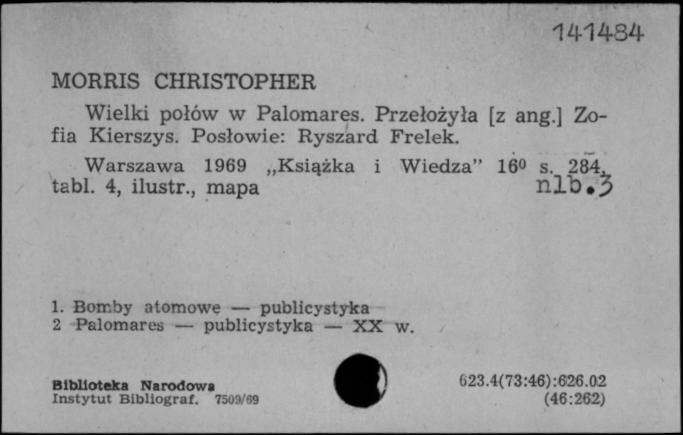 141484
MORRIS CHRISTOPHER
Wielki połów w Palomares. Przełożyła [z ang.] Zo-
fia Kierszys. Posłowie: Ryszard Frelek.
Warszawa 1969 „Książka i Wiedza" 16⁰ s. 284,
tabl. 4, ilustr., mapa nlb. 3
1. Bomby atomowe — publicystyka
2 Palomares — publicystyka — XX w.
Biblioteka Narodowa 623.4(73:46):626.02
Instytut Bibliograf. 7509/69 (46:262)